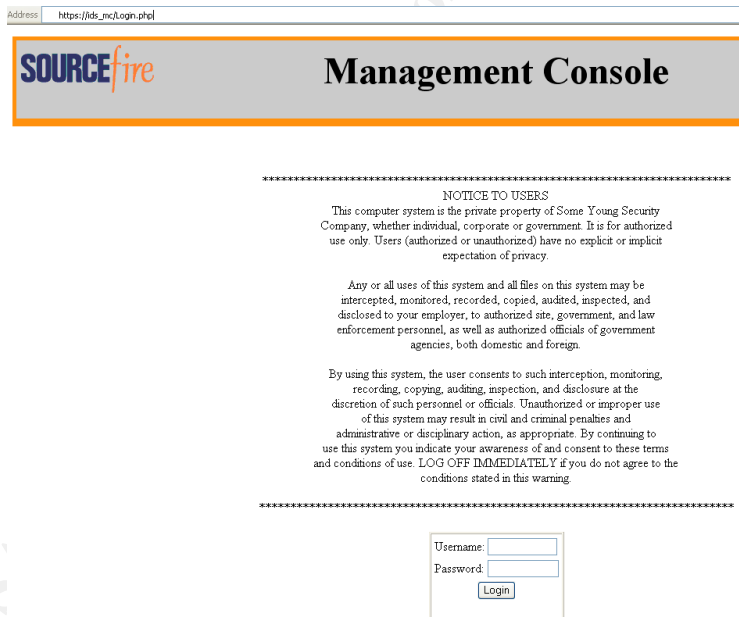 Address https://ids_mc/Login.php
SOURCEfire
Management Console
***************************************************************************
NOTICE TO USERS
This computer system is the private property of Some Young Security
Company, whether individual, corporate or government. It is for authorized
use only. Users (authorized or unauthorized) have no explicit or implicit
expectation of privacy.
Any or all uses of this system and all files on this system may be
intercepted, monitored, recorded, copied, audited, inspected, and
disclosed to your employer, to authorized site, government, and law
enforcement personnel, as well as authorized officials of government
agencies, both domestic and foreign.
By using this system, the user consents to such interception, monitoring,
recording, copying, auditing, inspection, and disclosure at the
discretion of such personnel or officials. Unauthorized or improper use
of this system may result in civil and criminal penalties and
administrative or disciplinary action, as appropriate. By continuing to
use this system you indicate your awareness of and consent to these terms
and conditions of use. LOG OFF IMMEDIATELY if you do not agree to the
conditions stated in this warning.
****************************************************************************
Username:
Password:
Login